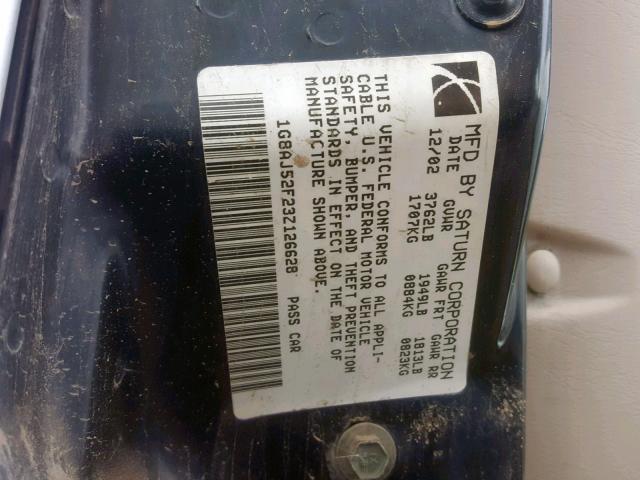 MFD BY SATURN CORPORATION
DATE GVWR GAWR FRT GAWR RR
12/02 3762LB 1949LB 1813LB
1707KG 0884KG 0823KG
THIS VEHICLE CONFORMS TO ALL APPLI-
CABLE U.S. FEDERAL MOTOR VEHICLE
SAFETY, BUMPER, AND THEFT PREVENTION
STANDARDS IN EFFECT ON THE DATE OF
MANUFACTURE SHOWN ABOVE.
1G8AJ52F23Z126628 PASS CAR